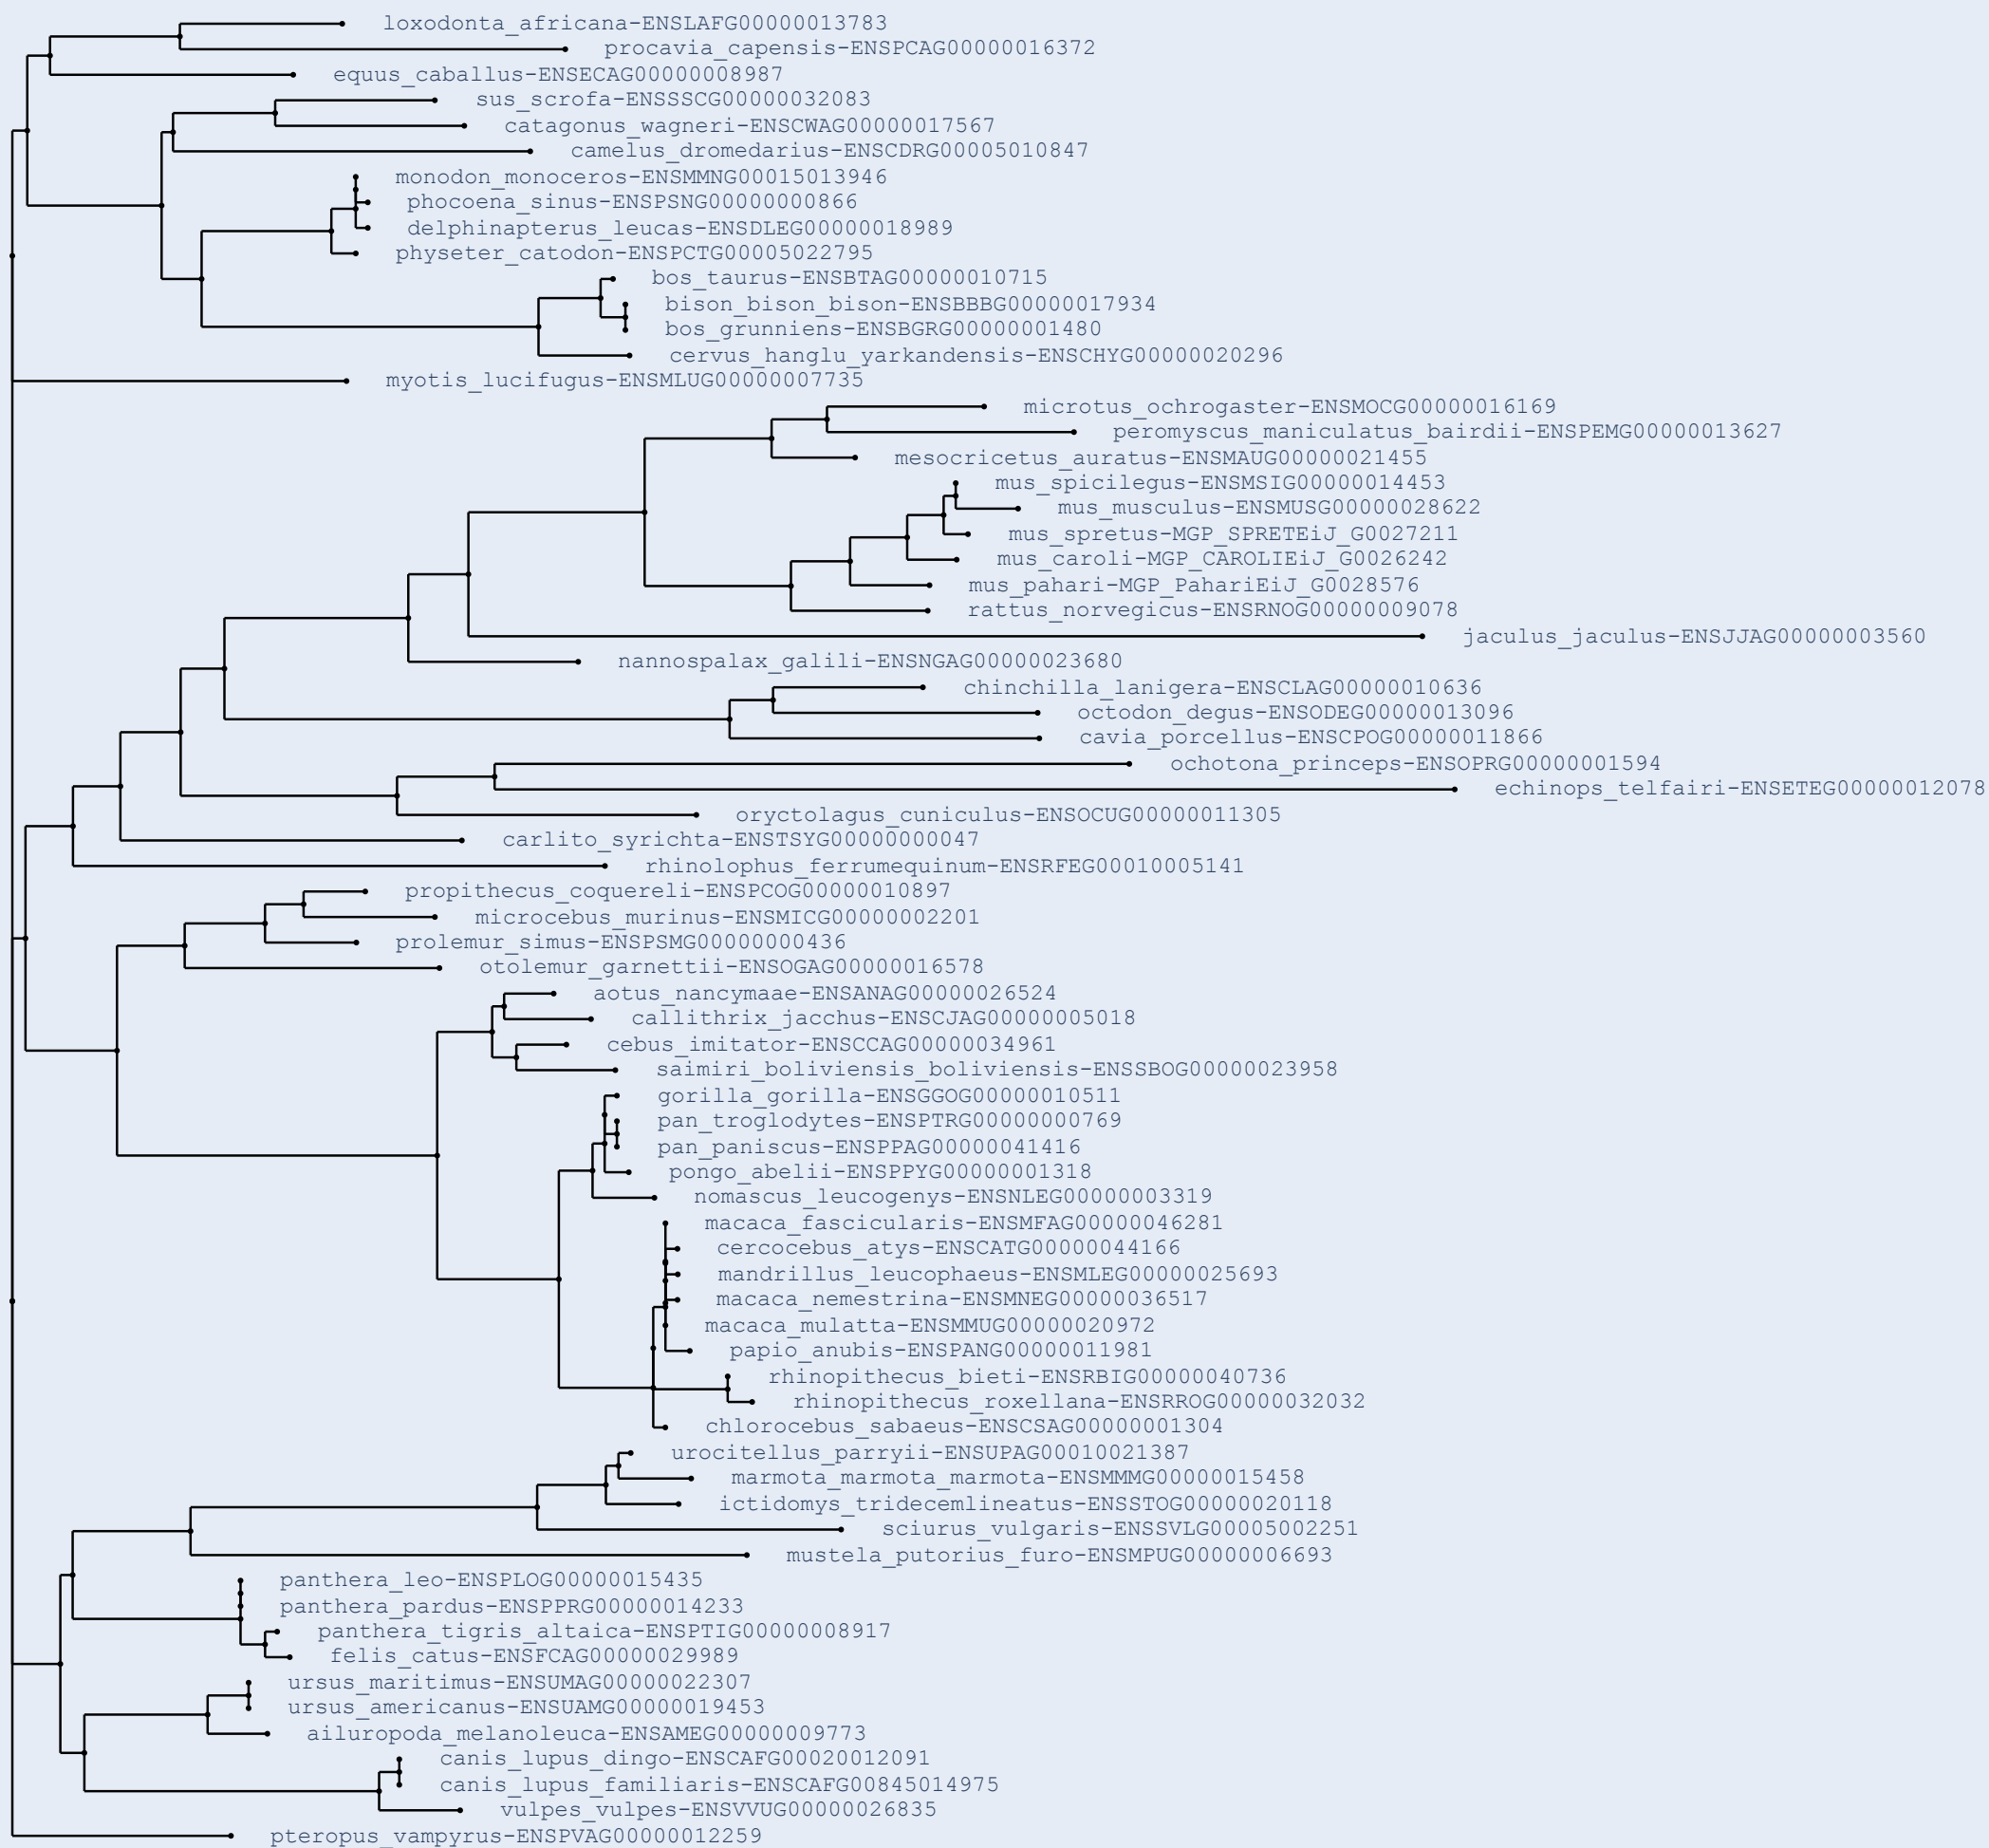 loxodonta_africana-ENSLAFG00000013783
procavia_capensis-ENSPCAG00000016372
equus_caballus-ENSECAG00000008987
sus_scrofa-ENSSSCG00000032083
catagonus_wagneri-ENSCWAG00000017567
camelus_dromedarius-ENSCDRG00005010847
monodon_monoceros-ENSMMNG00015013946
phocoena_sinus-ENSPSNG00000000866
delphinapterus_leucas-ENSDLEG00000018989
physeter_catodon-ENSPCTG00005022795
bos_taurus-ENSBTAG00000010715
bison_bison_bison-ENSBBBG00000017934
bos_grunniens-ENSBGRG00000001480
cervus_hanglu_yarkandensis-ENSCHYG00000020296
myotis_lucifugus-ENSMLUG00000007735
microtus_ochrogaster-ENSMOCG00000016169
peromyscus_maniculatus_bairdii-ENSPEMG00000013627
mesocricetus_auratus-ENSMAUG00000021455
mus_spicilegus-ENSMSIG00000014453
mus_musculus-ENSMUSG00000028622
mus_spretus-MGP_SPRETEiJ_G0027211
mus_caroli-MGP_CAROLIEiJ_G0026242
mus_pahari-MGP_PahariEiJ_G0028576
rattus_norvegicus-ENSRNOG00000009078
jaculus_jaculus-ENSJJAG00000003560
nannospalax_galili-ENSNGAG00000023680
chinchilla_lanigera-ENSCLAG00000010636
octodon_degus-ENSODEG00000013096
cavia_porcellus-ENSCPOG00000011866
ochotona_princeps-ENSOPRG00000001594
echinops_telfairi-ENSETEG00000012078
oryctolagus_cuniculus-ENSOCUG00000011305
carlito_syrichta-ENSTSYG00000000047
rhinolophus_ferrumequinum-ENSRFEG00010005141
propithecus_coquereli-ENSPCOG00000010897
microcebus_murinus-ENSMICG00000002201
prolemur_simus-ENSPSMG00000000436
otolemur_garnettii-ENSOGAG00000016578
aotus_nancymaae-ENSANAG00000026524
callithrix_jacchus-ENSCJAG00000005018
cebus_imitator-ENSCCAG00000034961
saimiri_boliviensis_boliviensis-ENSSBOG00000023958
gorilla_gorilla-ENSGGOG00000010511
pan_troglodytes-ENSPTRG00000000769
pan_paniscus-ENSPPAG00000041416
pongo_abelii-ENSPPYG00000001318
nomascus_leucogenys-ENSNLEG00000003319
macaca_fascicularis-ENSMFAG00000046281
cercocebus_atys-ENSCATG00000044166
mandrillus_leucophaeus-ENSMLEG00000025693
macaca_nemestrina-ENSMNEG00000036517
macaca_mulatta-ENSMMUG00000020972
papio_anubis-ENSPANG00000011981
rhinopithecus_bieti-ENSRBIG00000040736
rhinopithecus_roxellana-ENSRROG00000032032
chlorocebus_sabaeus-ENSCSAG00000001304
urocitellus_parryii-ENSUPAG00010021387
marmota_marmota_marmota-ENSMMMG00000015458
ictidomys_tridecemlineatus-ENSSTOG00000020118
sciurus_vulgaris-ENSSVLG00005002251
mustela_putorius_furo-ENSMPUG00000006693
panthera_leo-ENSPLOG00000015435
panthera_pardus-ENSPPRG00000014233
panthera_tigris_altaica-ENSPTIG00000008917
felis_catus-ENSFCAG00000029989
ursus_maritimus-ENSUMAG00000022307
ursus_americanus-ENSUAMG00000019453
ailuropoda_melanoleuca-ENSAMEG00000009773
canis_lupus_dingo-ENSCAFG00020012091
canis_lupus_familiaris-ENSCAFG00845014975
vulpes_vulpes-ENSVVUG00000026835
pteropus_vampyrus-ENSPVAG00000012259